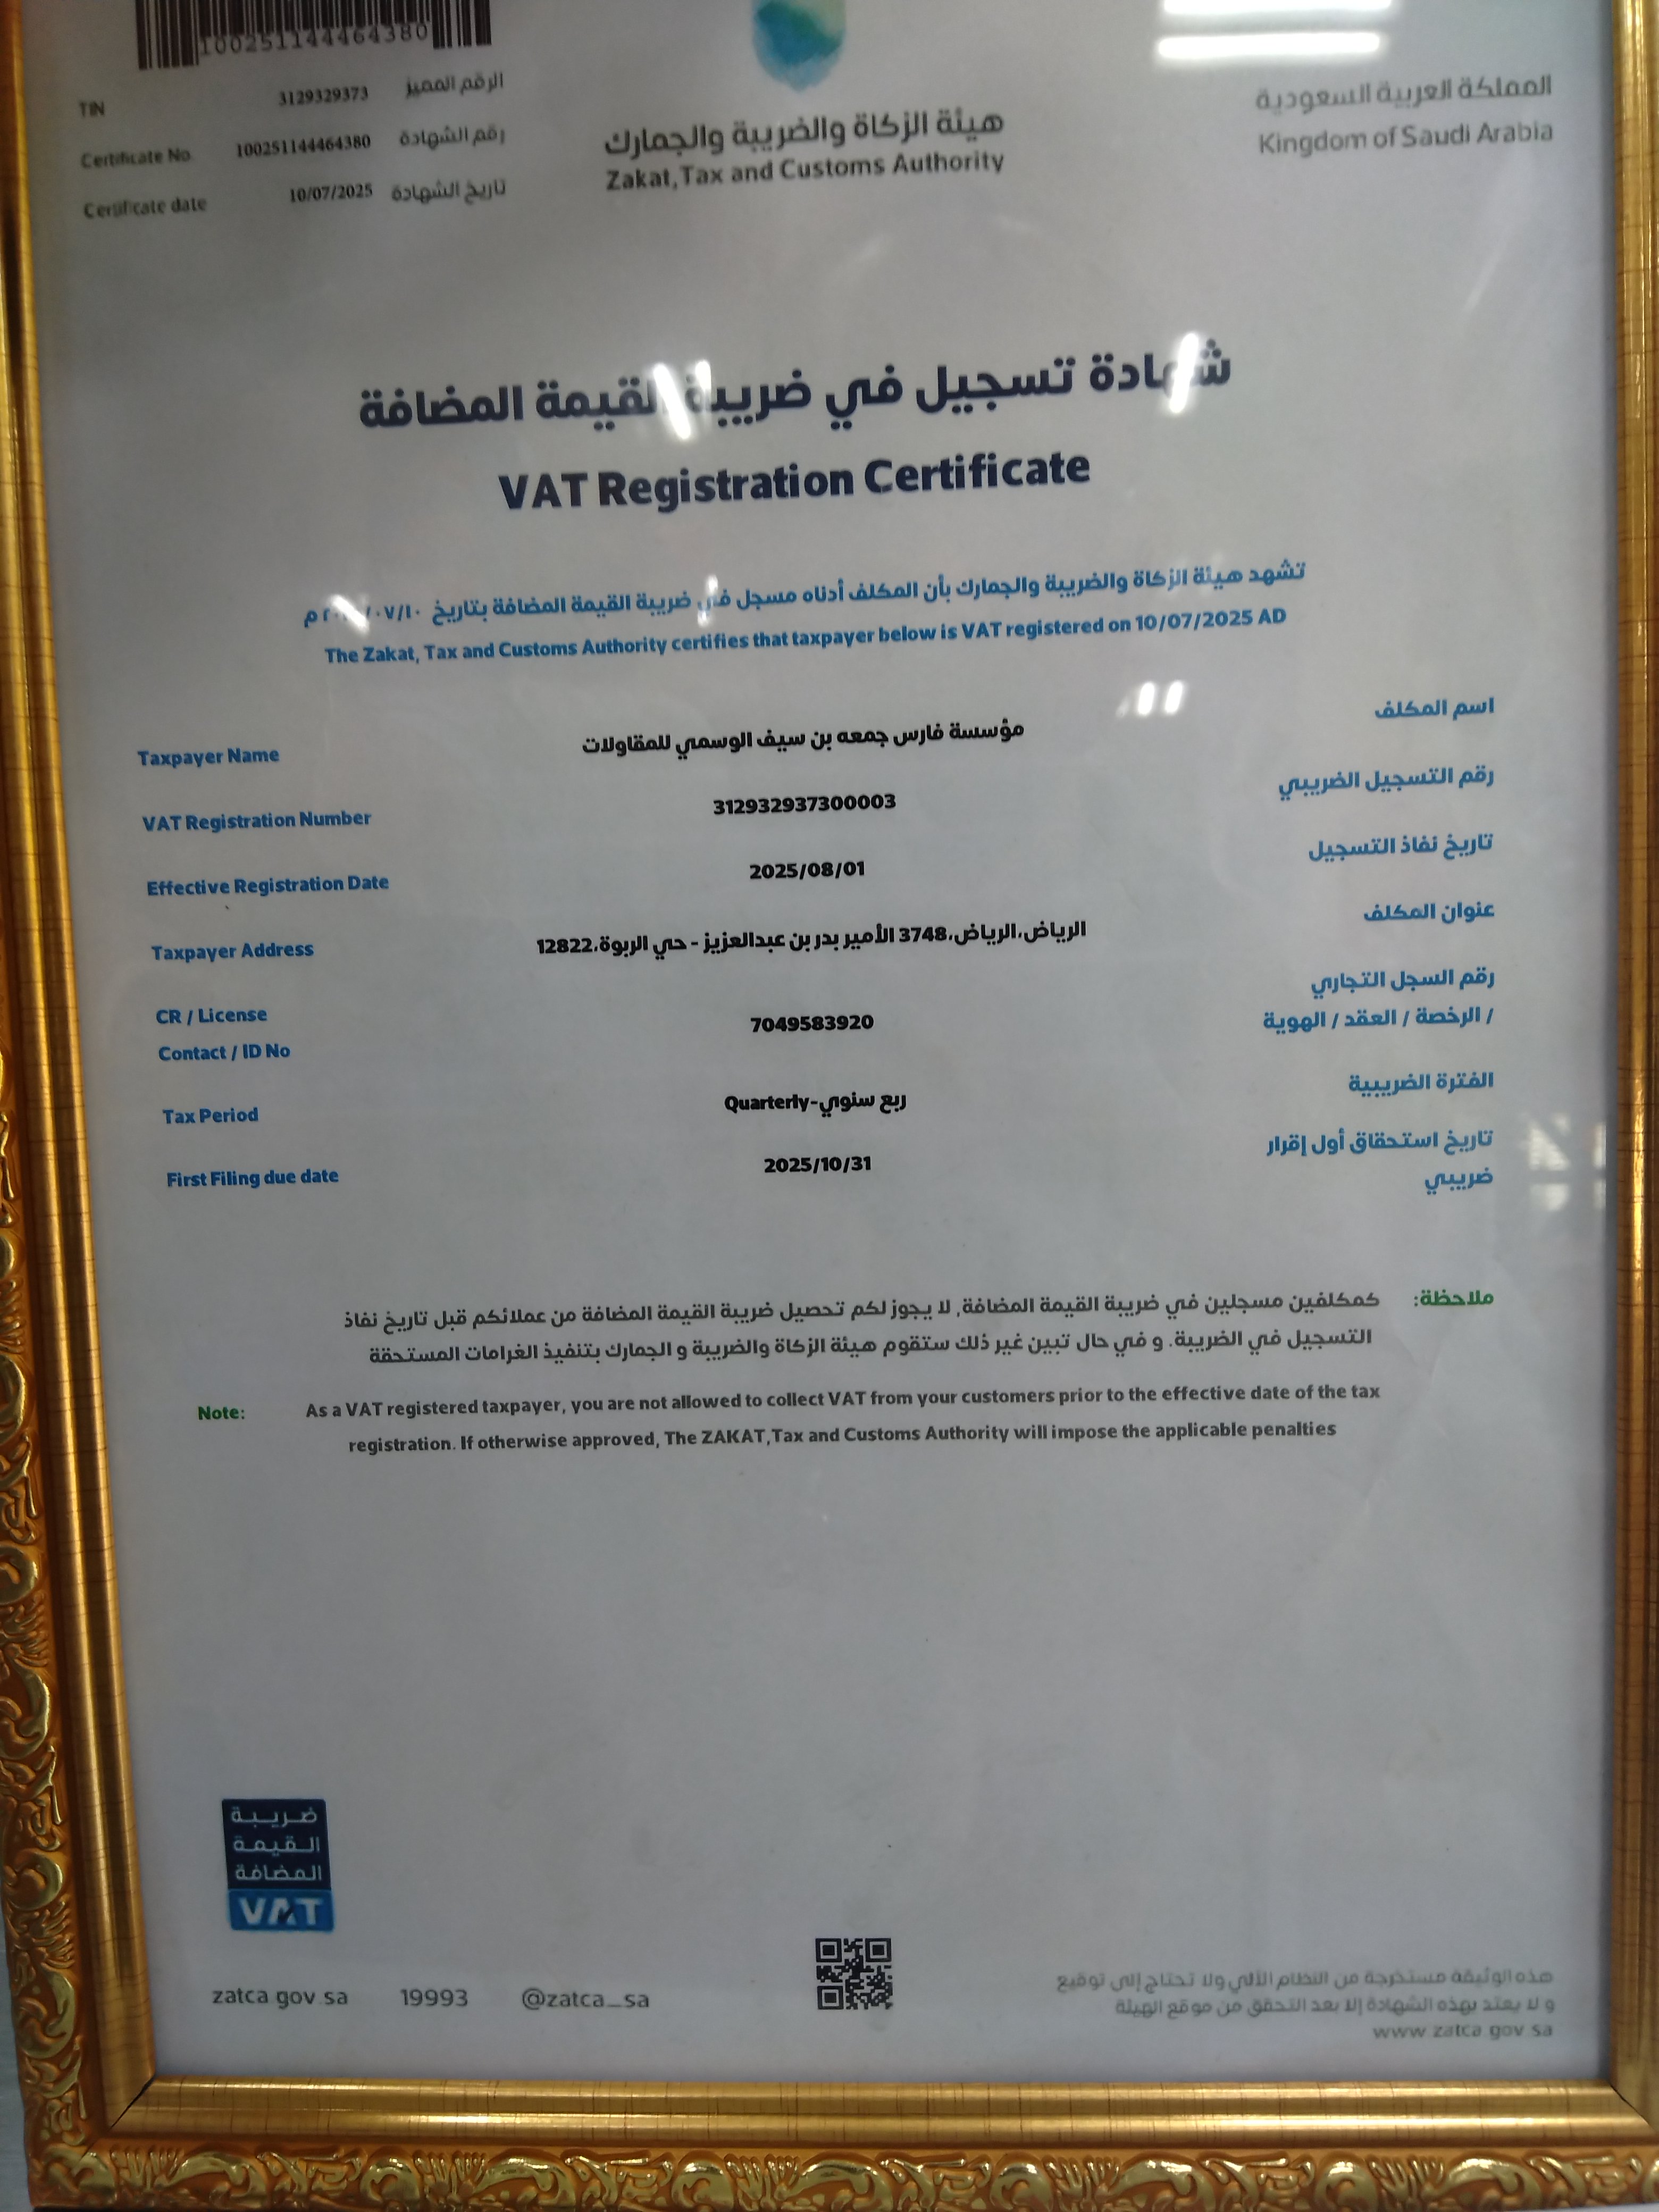 100251144464380
TIN 3129329373 الرقم المميز
Certificate No. 100251144464380 رقم الشهادة
Certificate date 10/07/2025 تاريخ الشهادة
هيئة الزكاة والضريبة والجمارك
Zakat,Tax and Customs Authority
المملكة العربية السعودية
Kingdom of Saudi Arabia
شهادة تسجيل في ضريبة القيمة المضافة
VAT Registration Certificate
تشهد هيئة الزكاة والضريبة والجمارك بأن المكلف أدناه مسجل في ضريبة القيمة المضافة بتاريخ م
The Zakat, Tax and Customs Authority certifies that taxpayer below is VAT registered on 10/07/2025 AD
Taxpayer Name مؤسسة فارس جمعه بن سيف الوسمي للمقاولات اسم المكلف
VAT Registration Number 312932937300003 رقم التسجيل الضريبي
Effective Registration Date 2025/08/01 تاريخ نفاذ التسجيل
Taxpayer Address الرياض،الرياض،3748 الأمير بدر بن عبدالعزيز - حي الربوة،12822 عنوان المكلف
CR / License رقم السجل التجاري
Contact / ID No 7049583920 / الرخصة / العقد / الهوية
Tax Period Quarterly-ربع سنوي الفترة الضريبية
First Filing due date 2025/10/31 تاريخ استحقاق أول إقرار
ضريبي
ملاحظة: كمكلفين مسجلين في ضريبة القيمة المضافة, لا يجوز لكم تحصيل ضريبة القيمة المضافة من عملائكم قبل تاريخ نفاذ
التسجيل في الضريبة. و في حال تبين غير ذلك ستقوم هيئة الزكاة والضريبة و الجمارك بتنفيذ الغرامات المستحقة
Note: As a VAT registered taxpayer, you are not allowed to collect VAT from your customers prior to the effective date of the tax
registration. If otherwise approved, The ZAKAT,Tax and Customs Authority will impose the applicable penalties
ضريبة
القيمة
المضافة
VAT
zatca.gov.sa 19993 @zatca_sa
هذه الوثيقة مستخرجة من النظام الآلي ولا تحتاج إلى توقيع
و لا يعتد بهذه الشهادة إلا بعد التحقق من موقع الهيئة
www.zatca.gov.sa